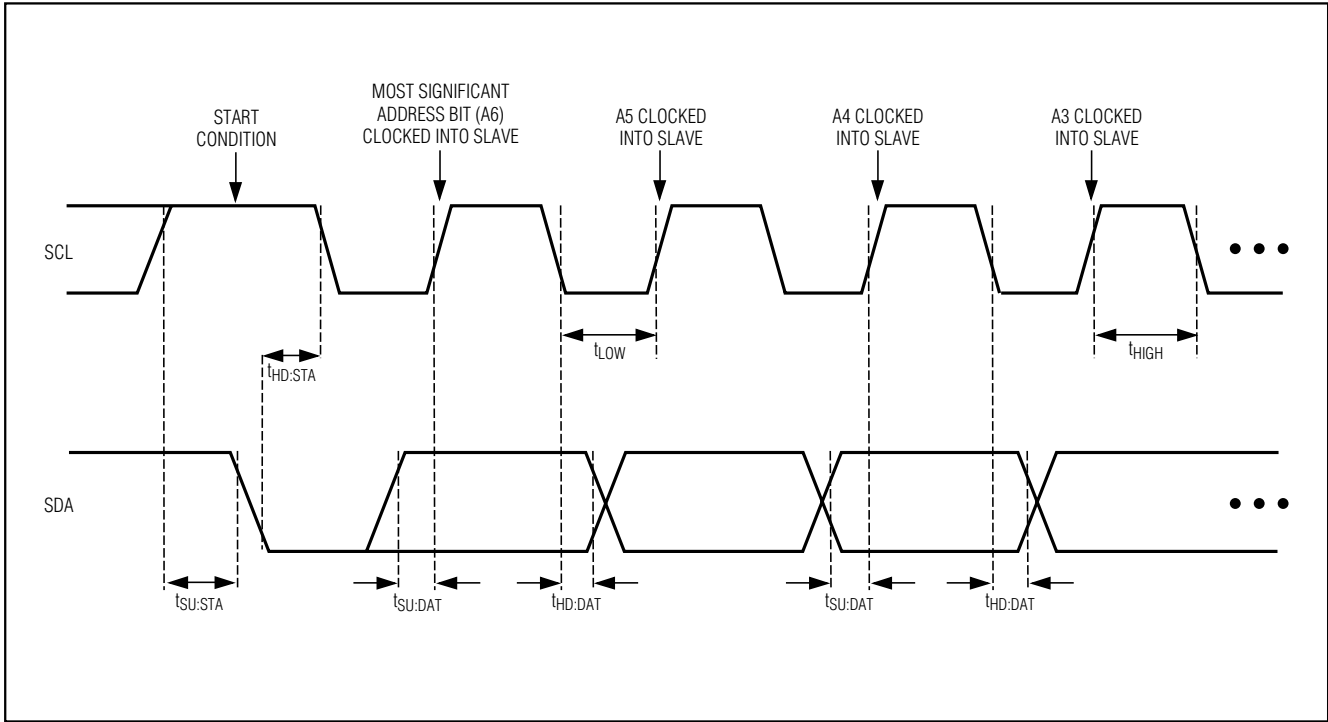 START
CONDITION
MOST SIGNIFICANT
ADDRESS BIT (A6)
CLOCKED INTO SLAVE
A5 CLOCKED
INTO SLAVE
A4 CLOCKED
INTO SLAVE
A3 CLOCKED
INTO SLAVE
SCL
tHD:STA
tLOW
tHIGH
SDA
tSU:STA
tSU:DAT
tHD:DAT
tSU:DAT
tHD:DAT